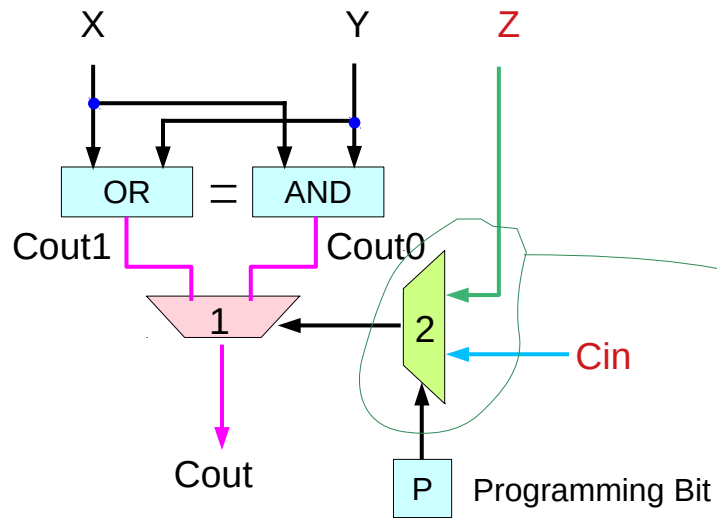 X Y Z
OR = AND
Cout1 Cout0
1 2
Cin
Cout
P Programming Bit